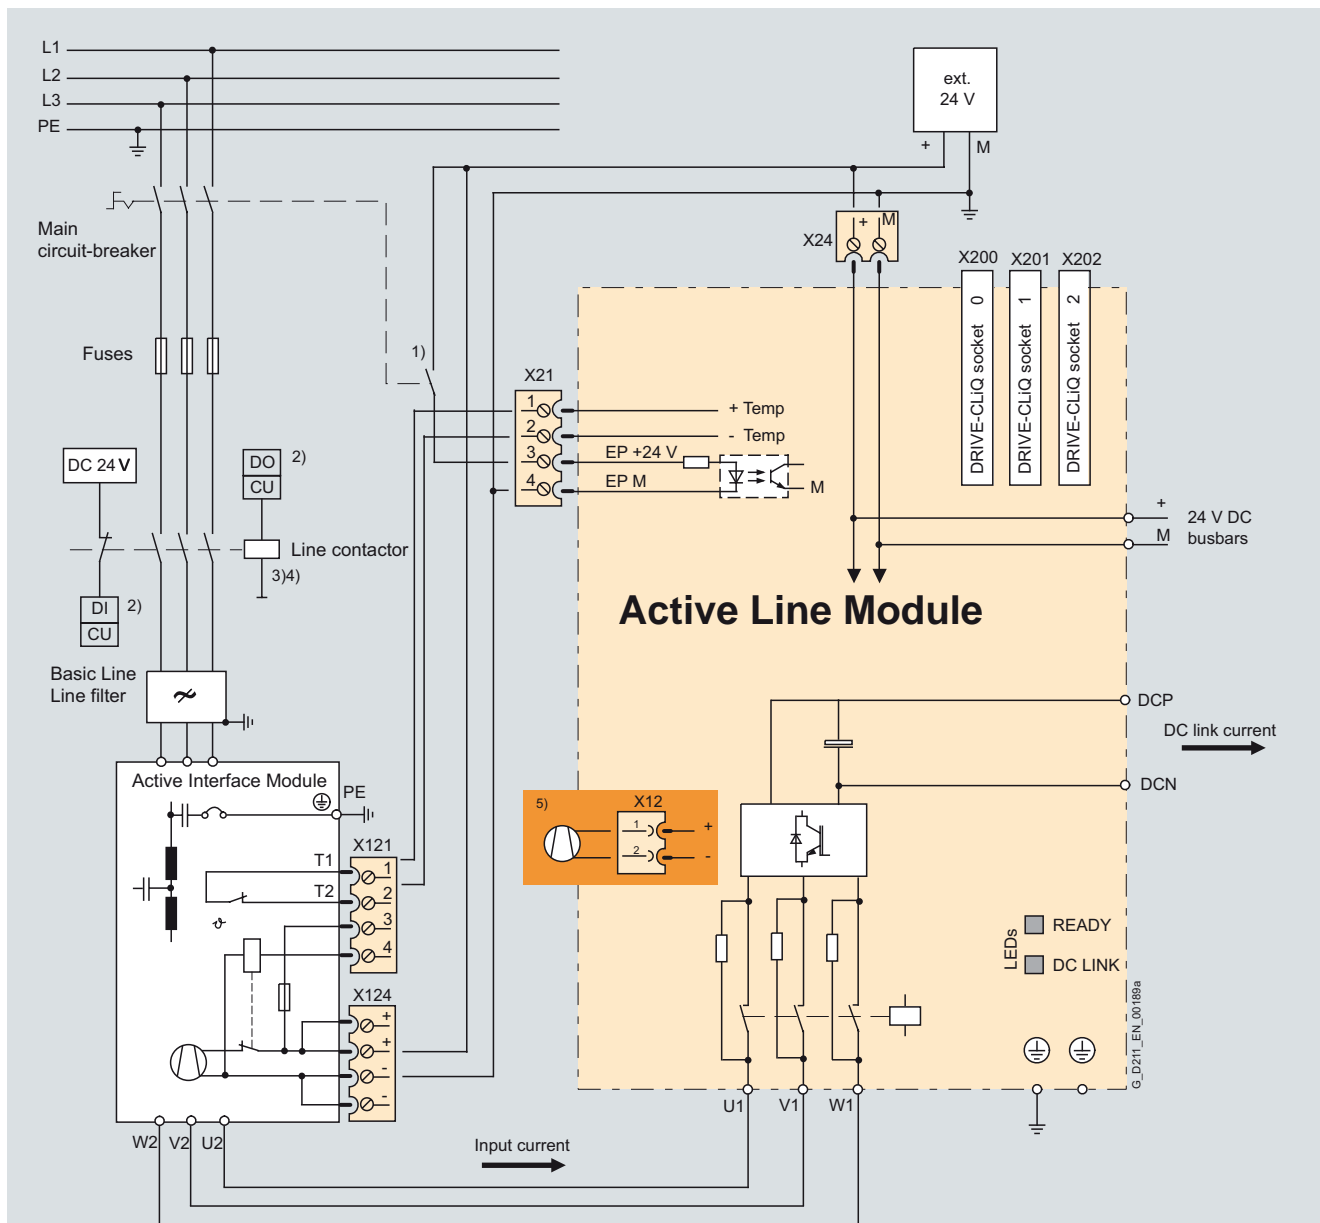 L1
L2
L3
PE
ext.
24 V
+
M
Main
circuit-breaker
X24
+
M
X200
X201
X202
DRIVE-CLiQ socket 0
DRIVE-CLiQ socket 1
DRIVE-CLiQ socket 2
Fuses
1)
X21
1
2
3
4
+ Temp
- Temp
EP +24 V
EP M
M
DC 24 V
DO
CU
2)
Line contactor
3)4)
DI
CU
2)
+
M
24 V DC
busbars
Active Line Module
Basic Line
Line filter
DCP
DC link current
DCN
Active Interface Module
PE
5)
X12
1
2
+
-
X121
T1
T2
1
2
3
4
ϑ
X124
+
+
-
-
LEDs
READY
DC LINK
G_D211_EN_00189a
U1
V1
W1
W2
V2
U2
Input current